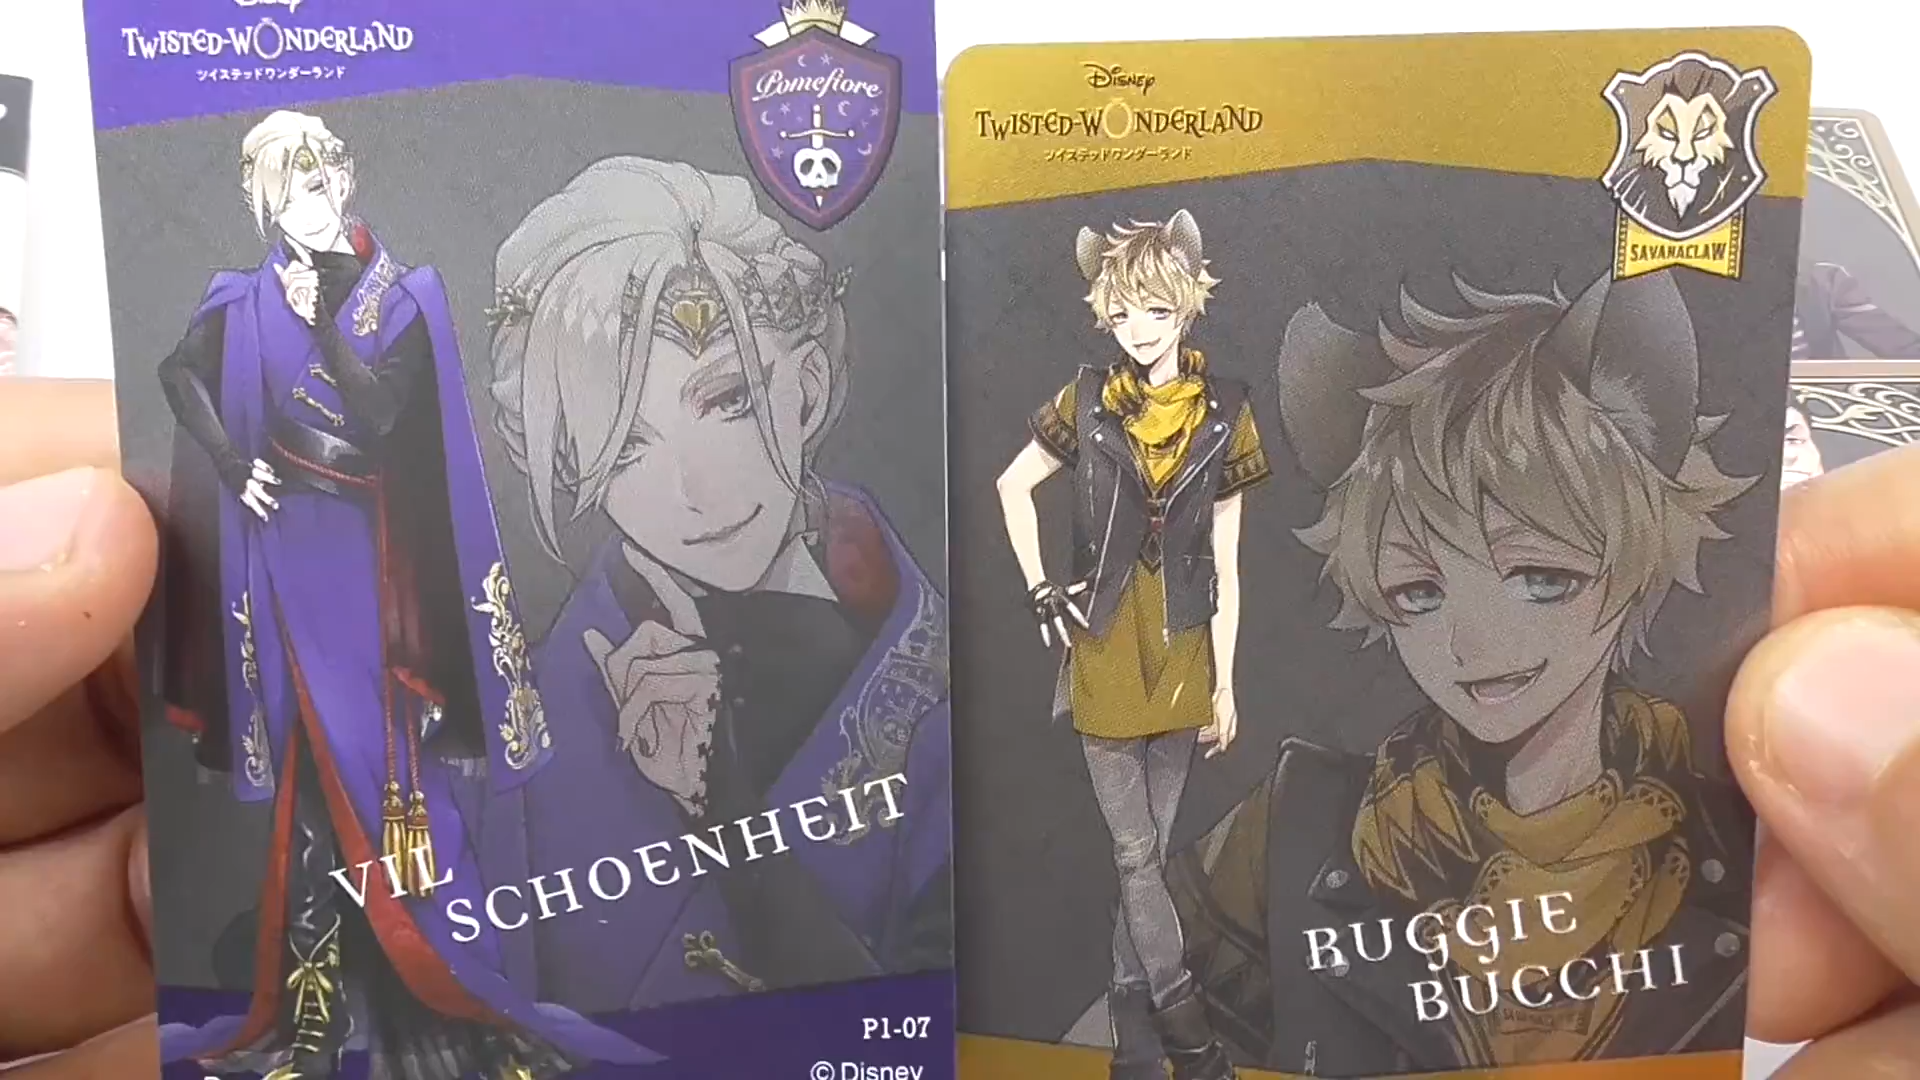 Disney
TWISTED-WONDERLAND
ツイステッドワンダーランド
Pomefiore
VIL
SCHOENHEIT
P1-07
©Disney
Disney
TWISTED-WONDERLAND
ツイステッドワンダーランド
SAVANACLAW
RUGGIE
BUCCHI
SAVANACLAW